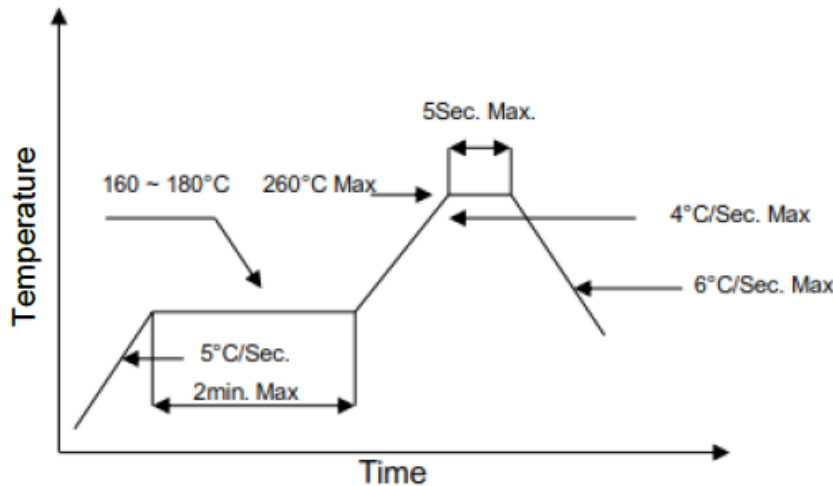 5Sec. Max.
160 ~ 180°C
260°C Max
4°C/Sec. Max
6°C/Sec. Max
5°C/Sec.
2min. Max
Temperature
Time